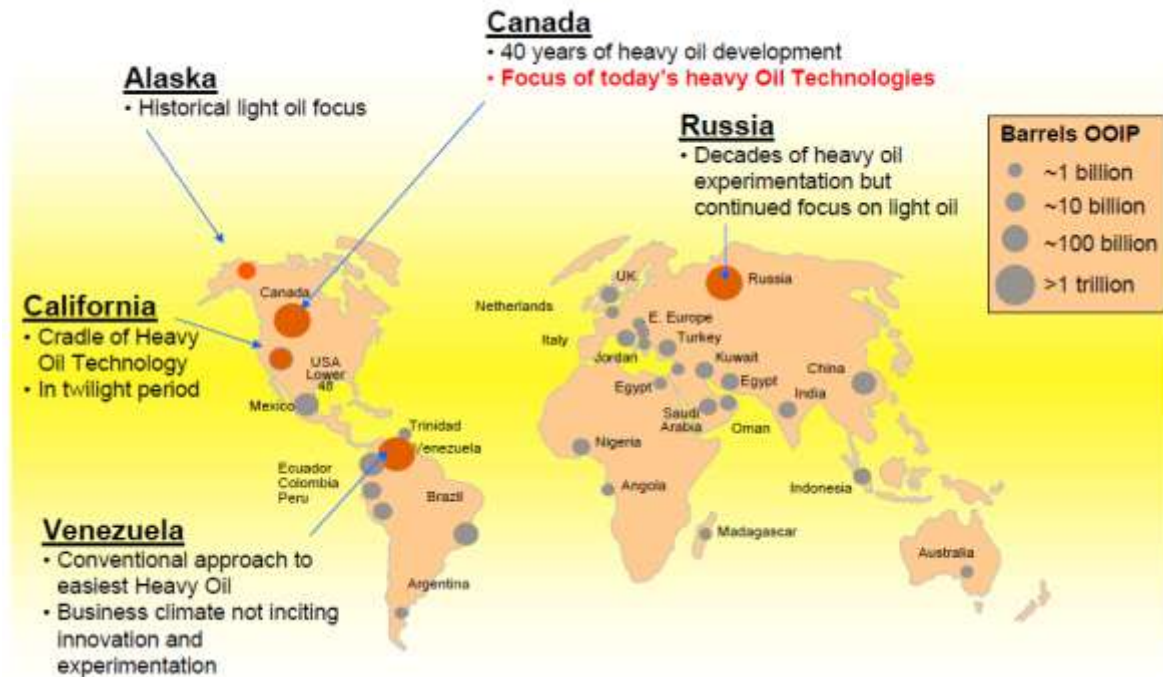 Canada
• 40 years of heavy oil development
• Focus of today's heavy Oil Technologies
Alaska
• Historical light oil focus
Russia
• Decades of heavy oil
experimentation but
continued focus on light oil
Barrels OOIP
~1 billion
~10 billion
~100 billion
>1 trillion
California
• Cradle of Heavy
Oil Technology
• In twilight period
Canada
USA
Lower
48
Mexico
Trinidad
Venezuela
Ecuador
Colombia
Peru
Brazil
Argentina
UK
Netherlands
Russia
E. Europe
Italy
Turkey
Jordan
Kuwait
China
Egypt
Egypt
India
Saudi
Arabia
Oman
Nigeria
Angola
Indonesia
Madagascar
Australia
Venezuela
• Conventional approach to
easiest Heavy Oil
• Business climate not inciting
innovation and
experimentation